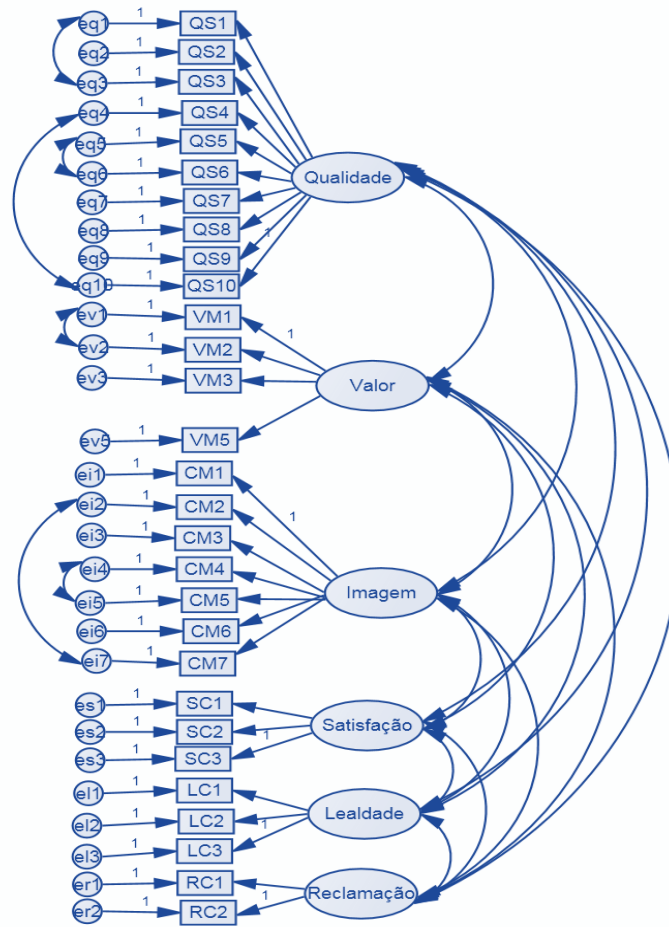 eq1 1 QS1
eq2 1 QS2
eq3 1 QS3
eq4 1 QS4
eq5 1 QS5
eq6 1 QS6
Qualidade
eq7 1 QS7
eq8 1 QS8
1
eq9 1 QS9
eq10 1 QS10
ev1 1 VM1
1
ev2 1 VM2
ev3 1 VM3
Valor
ev5 1 VM5
ei1 1 CM1
ei2 1 CM2
1
ei3 1 CM3
ei4 1 CM4
Imagem
ei5 1 CM5
ei6 1 CM6
ei7 1 CM7
es1 1 SC1
es2 1 SC2
Satisfação
1
es3 1 SC3
el1 1 LC1
Lealdade
el2 1 LC2
1
el3 1 LC3
er1 1 RC1
Reclamação
1
er2 1 RC2